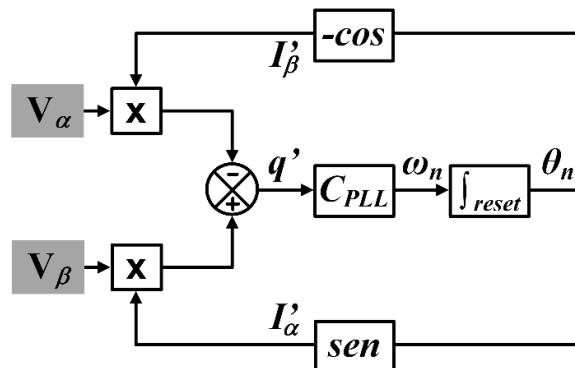 -cos
I'β
Vα
x
-
q'
CPLL
ωn
∫reset
θn
+
Vβ
x
I'α
sen